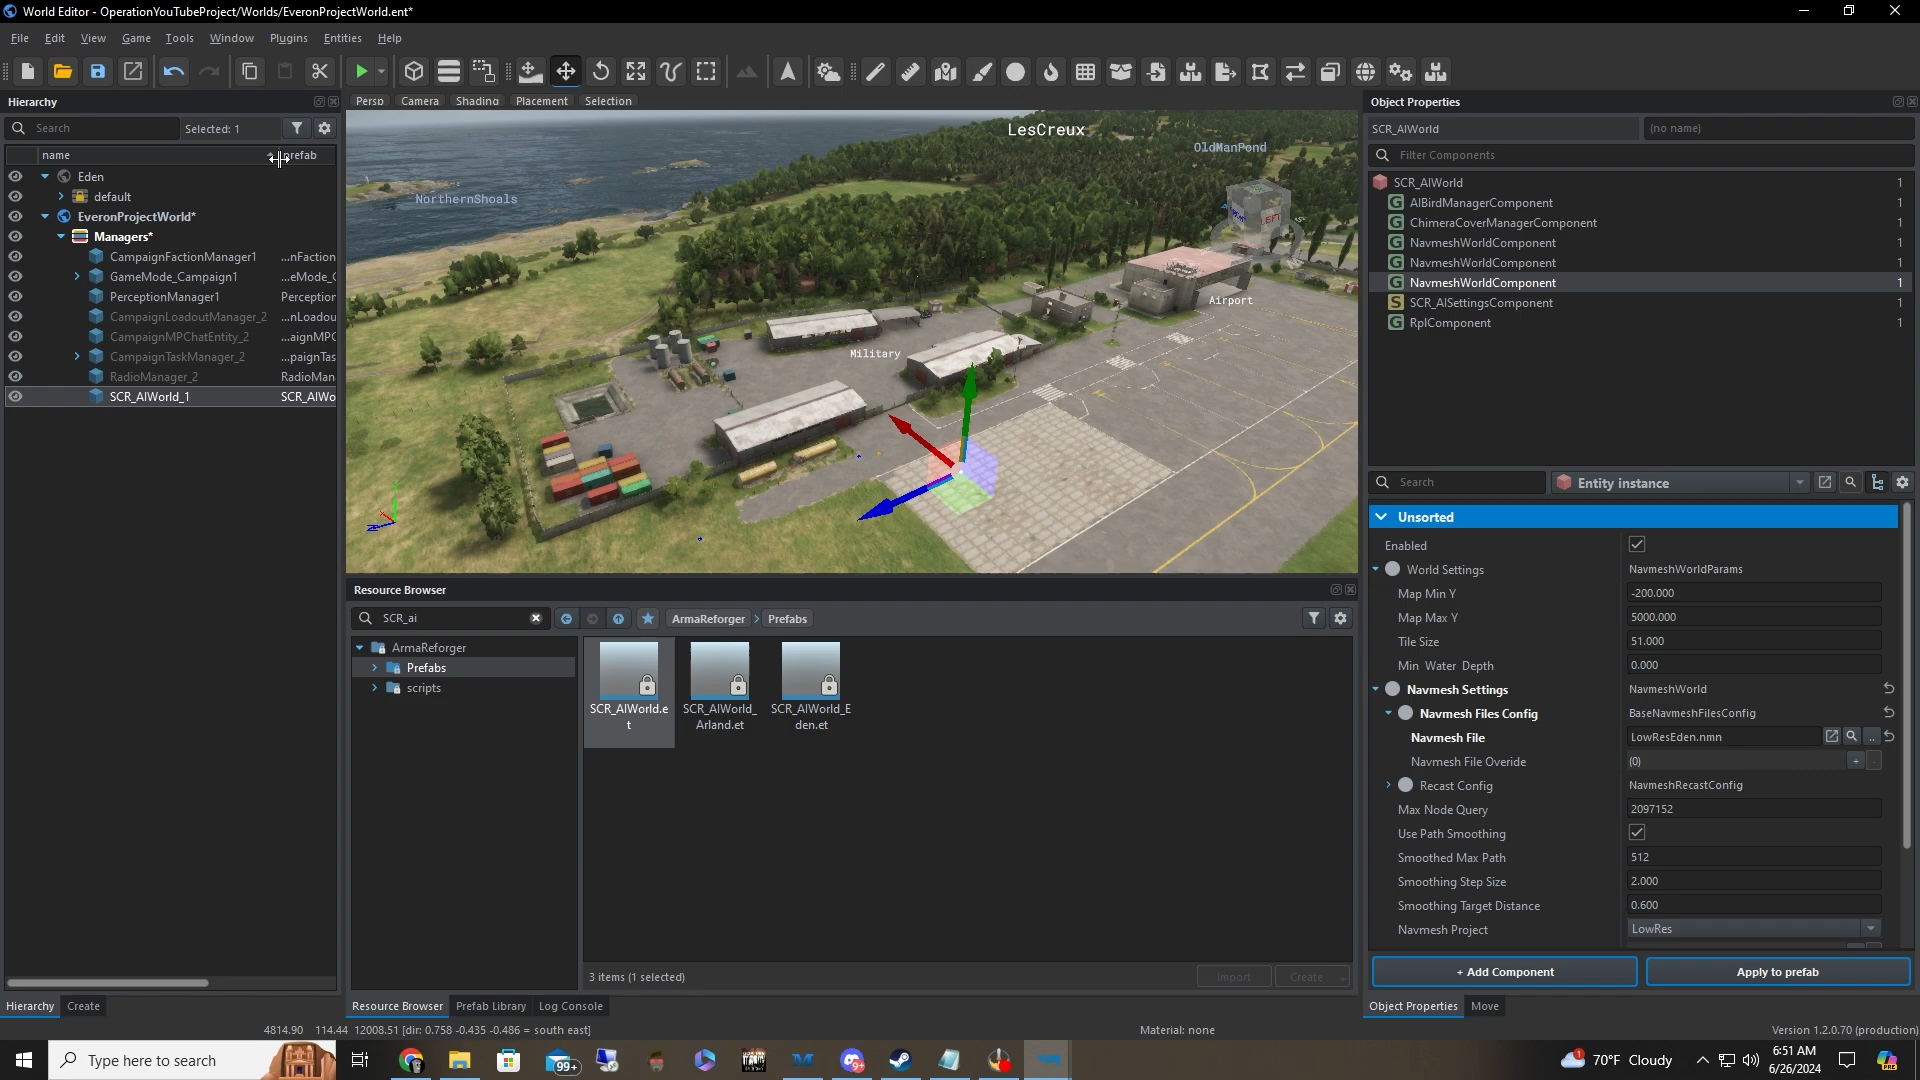 World Editor - OperationYouTubeProject/Worlds/EveronProjectWorld.ent*
File Edit View Game Tools Window Plugins Entities Help
Hierarchy
Search
Selected: 1
name
prefab
Eden
default
EveronProjectWorld*
Managers*
CampaignFactionManager1 ...nFaction
GameMode_Campaign1 ...eMode_C
PerceptionManager1 Perception
CampaignLoadoutManager_2 ...nLoadou
CampaignMPChatEntity_2 ...aignMPC
CampaignTaskManager_2 ...paignTas
RadioManager_2 RadioMan
SCR_AIWorld_1 SCR_AIWo
Hierarchy Create
Persp Camera Shading Placement Selection
LesCreux
OldManPond
NorthernShoals
Airport
Military
LEFT
Resource Browser
SCR_ai
ArmaReforger > Prefabs
ArmaReforger
Prefabs
scripts
SCR_AIWorld.e
t
SCR_AIWorld_
Arland.et
SCR_AIWorld_E
den.et
3 items (1 selected)
Import
Create
Resource Browser Prefab Library Log Console
Object Properties
SCR_AIWorld
(no name)
Filter Components
SCR_AIWorld 1
AIBirdManagerComponent 1
ChimeraCoverManagerComponent 1
NavmeshWorldComponent 1
NavmeshWorldComponent 1
NavmeshWorldComponent 1
SCR_AISettingsComponent 1
RplComponent 1
Search
Entity instance
Unsorted
Enabled
World Settings NavmeshWorldParams
Map Min Y -200.000
Map Max Y 5000.000
Tile Size 51.000
Min Water Depth 0.000
Navmesh Settings NavmeshWorld
Navmesh Files Config BaseNavmeshFilesConfig
Navmesh File LowResEden.nmn ..
Navmesh File Overide (0) +
Recast Config NavmeshRecastConfig
Max Node Query 2097152
Use Path Smoothing
Smoothed Max Path 512
Smoothing Step Size 2.000
Smoothing Target Distance 0.600
Navmesh Project LowRes
+ Add Component
Apply to prefab
Object Properties Move
4814.90 114.44 12008.51 [dir: 0.758 -0.435 -0.486 = south east]
Material: none
Version 1.2.0.70 (production)
Type here to search
99+
9+
1
70°F Cloudy
6:51 AM
6/26/2024
PRE